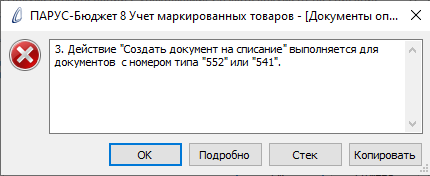 ПАРУС-Бюджет 8 Учет маркированных товаров - [Документы оп...
3. Действие "Создать документ на списание" выполняется для
документов с номером типа "552" или "541".
ОК
Подробно
Стек
Копировать